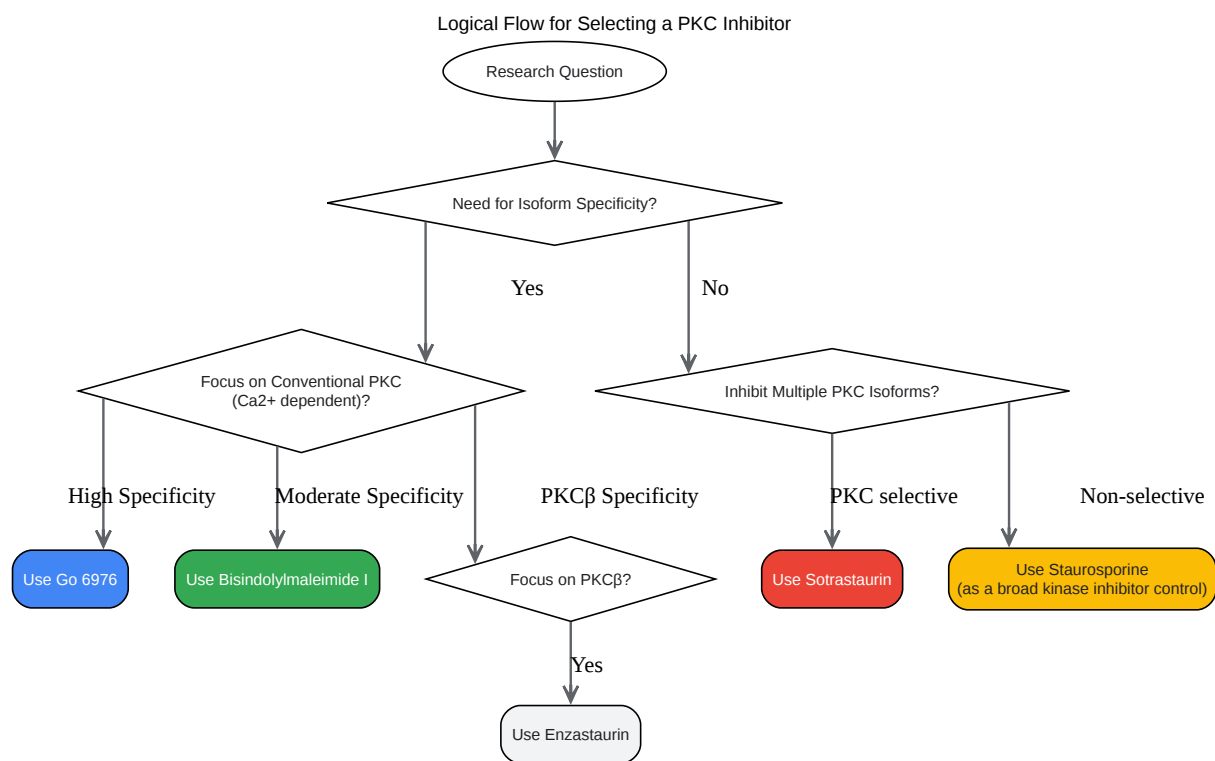 Logical Flow for Selecting a PKC Inhibitor
Research Question
Need for Isoform Specificity?
Yes
No
Focus on Conventional PKC
(Ca2+ dependent)?
Inhibit Multiple PKC Isoforms?
High Specificity
Moderate Specificity
PKCβ Specificity
PKC selective
Non-selective
Use Go 6976
Use Bisindolylmaleimide I
Focus on PKCβ?
Use Sotrastaurin
Use Staurosporine
(as a broad kinase inhibitor control)
Yes
Use Enzastaurin